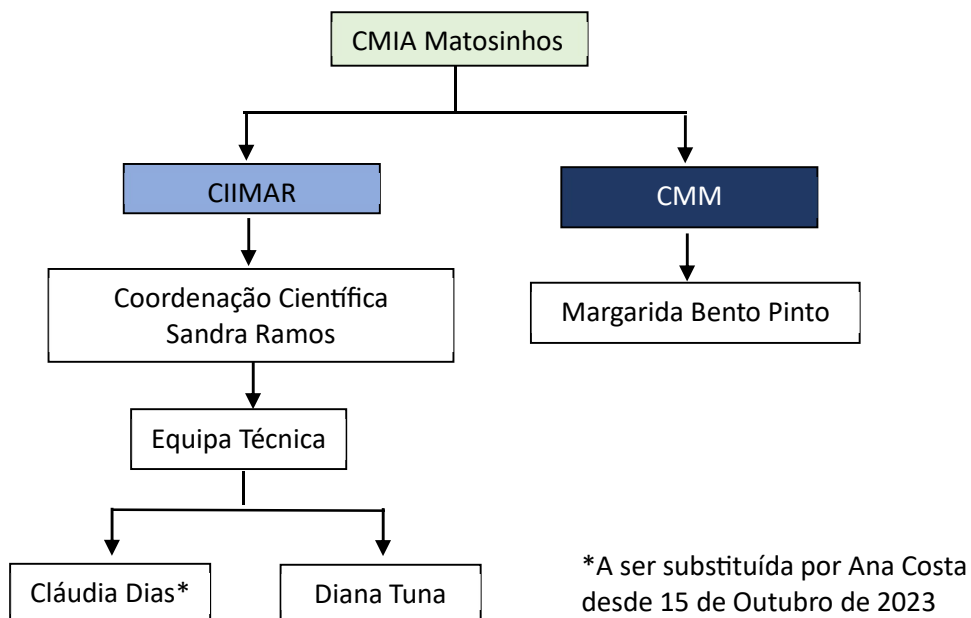 CMIA Matosinhos
CIIMAR
CMM
Coordenação Científica
Sandra Ramos
Margarida Bento Pinto
Equipa Técnica
Cláudia Dias*
Diana Tuna
*A ser substituída por Ana Costa
desde 15 de Outubro de 2023